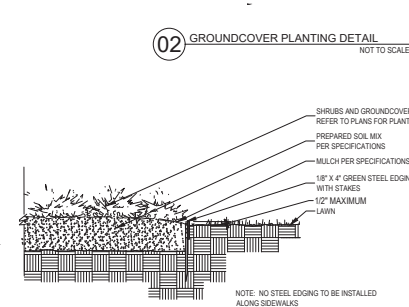 02 GROUNDCOVER PLANTING DETAIL
NOT TO SCALE
SHRUBS AND GROUNDCOVER
REFER TO PLANS FOR PLANT
PREPARED SOIL MIX
PER SPECIFICATIONS
MULCH PER SPECIFICATIONS
1/8" X 4" GREEN STEEL EDGIN
WITH STAKES
1/2" MAXIMUM
LAWN
NOTE: NO STEEL EDGING TO BE INSTALLED
ALONG SIDEWALKS